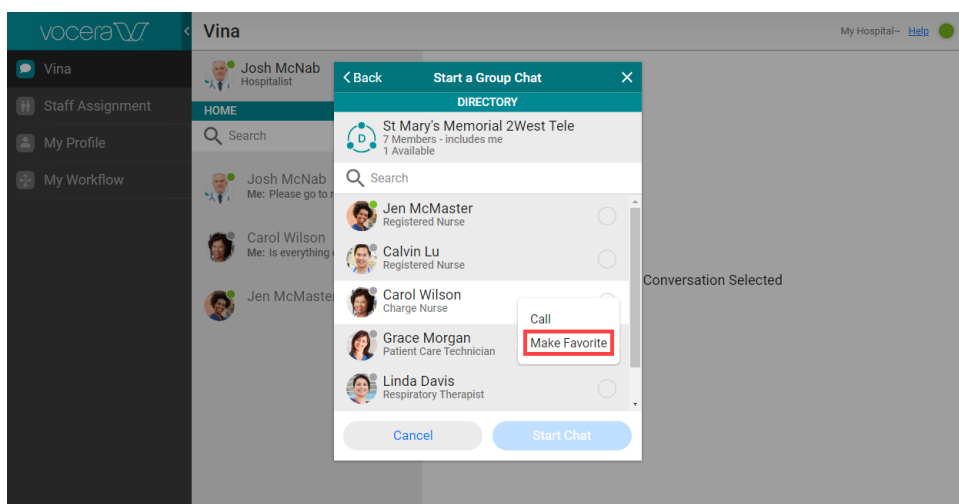 vocera
Vina
My Hospital– Help
Vina
Staff Assignment
My Profile
My Workflow
Josh McNab
Hospitalist
HOME
Search
Josh McNab
Me: Please go to r
Carol Wilson
Me: Is everything
Jen McMaste
Back
Start a Group Chat
DIRECTORY
D
St Mary's Memorial 2West Tele
7 Members - includes me
1 Available
Search
Jen McMaster
Registered Nurse
Calvin Lu
Registered Nurse
Carol Wilson
Charge Nurse
Call
Make Favorite
Grace Morgan
Patient Care Technician
Linda Davis
Respiratory Therapist
Cancel
Start Chat
Conversation Selected